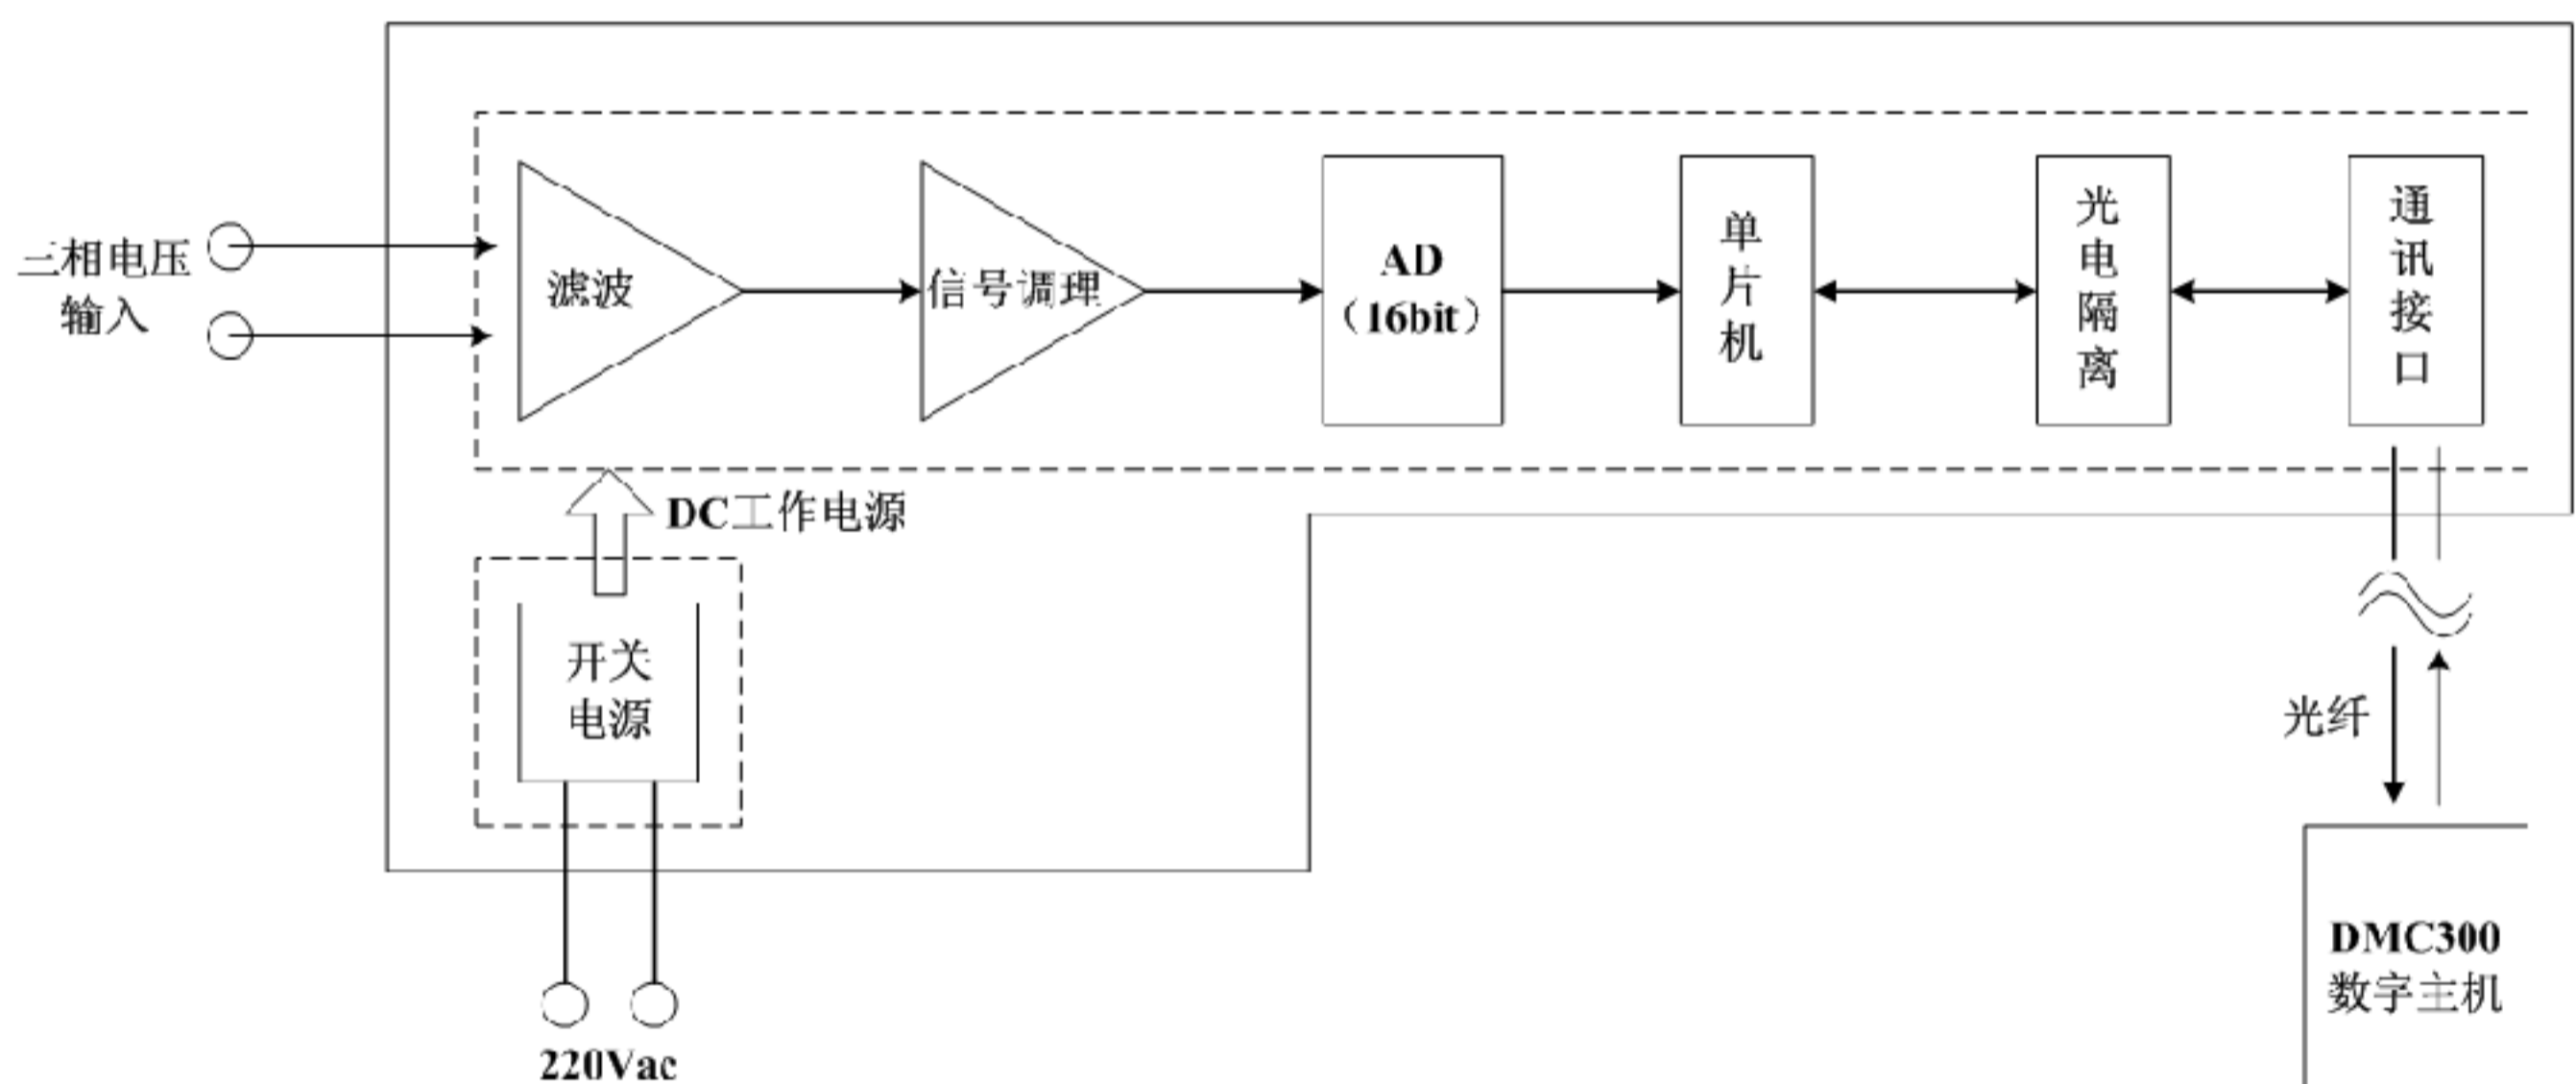 三相电压
输入
滤波
信号调理
AD
（16bit）
单
片
机
光
电
隔
离
通
讯
接
口
DC工作电源
开关
电源
220Vac
光纤
DMC300
数字主机